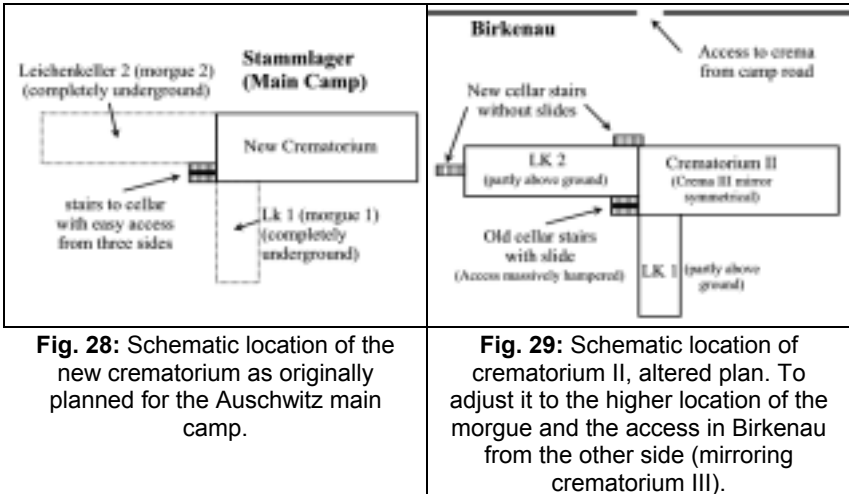 Stammlager
(Main Camp)
Leichenkeller 2 (morgue 2)
(completely underground)
New Crematorium
stairs to cellar
with easy access
from three sides
Lk 1 (morgue 1)
(completely
underground)
Birkenau
Access to crema
from camp road
New cellar stairs
without slides
LK 2
(partly above ground)
Crematorium II
(Crema III mirror
symmetrical)
Old cellar stairs
with slide
(Access massively hampered)
LK 1
(partly above
ground)
Fig. 28: Schematic location of the
new crematorium as originally
planned for the Auschwitz main
camp.
Fig. 29: Schematic location of
crematorium II, altered plan. To
adjust it to the higher location of the
morgue and the access in Birkenau
from the other side (mirroring
crematorium III).